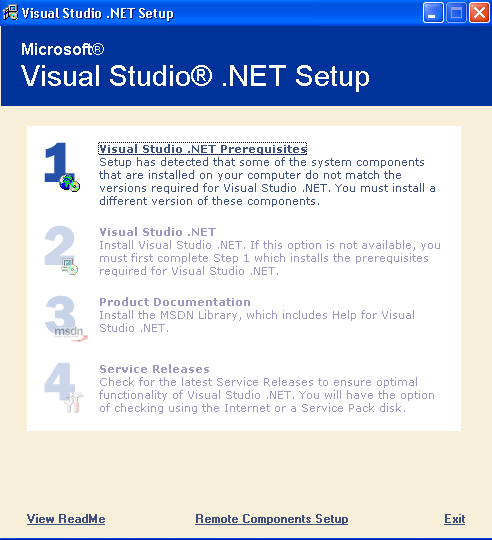 Visual Studio .NET Setup
Microsoft®
Visual Studio® .NET Setup
1
Visual Studio .NET Prerequisites
Setup has detected that some of the system components
that are installed on your computer do not match the
versions required for Visual Studio .NET. You must install a
different version of these components.
2
Visual Studio .NET
Install Visual Studio .NET. If this option is not available, you
must first complete Step 1 which installs the prerequisites
required for Visual Studio .NET.
3
msdn
Product Documentation
Install the MSDN Library, which includes Help for Visual
Studio .NET.
4
Service Releases
Check for the latest Service Releases to ensure optimal
functionality of Visual Studio .NET. You will have the option
of checking using the Internet or a Service Pack disk.
View ReadMe
Remote Components Setup
Exit